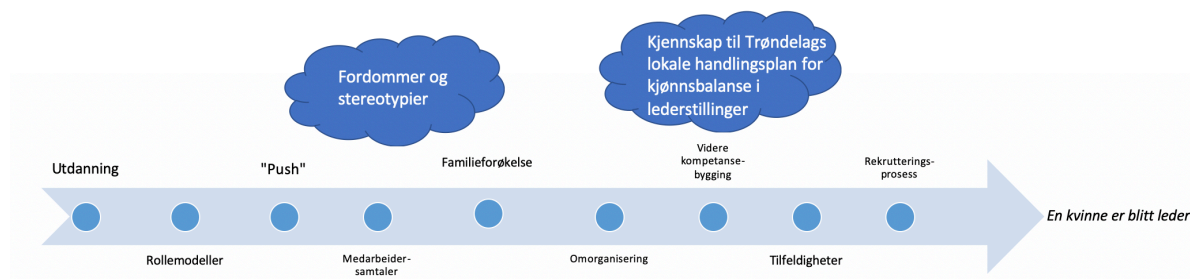 Fordommer og
stereotypier
Kjennskap til Trøndelags
lokale handlingsplan for
kjønnsbalanse i
lederstillinger
Utdanning
"Push"
Familieforøkelse
Videre
kompetanse-
bygging
Rekrutterings-
prosess
En kvinne er blitt leder
Rollemodeller
Medarbeider-
samtaler
Omorganisering
Tilfeldigheter